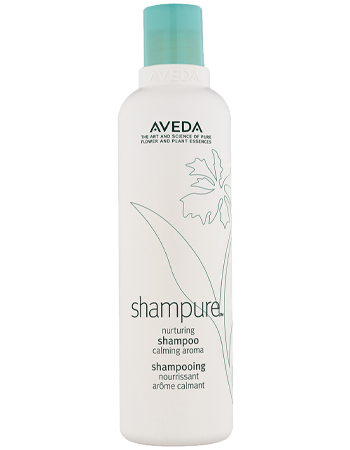 AVEDA
THE ART AND SCIENCE OF PURE
FLOWER AND PLANT ESSENCES
shampure™
nurturing
shampoo
calming aroma
shampooing
nourrissant
arôme calmant